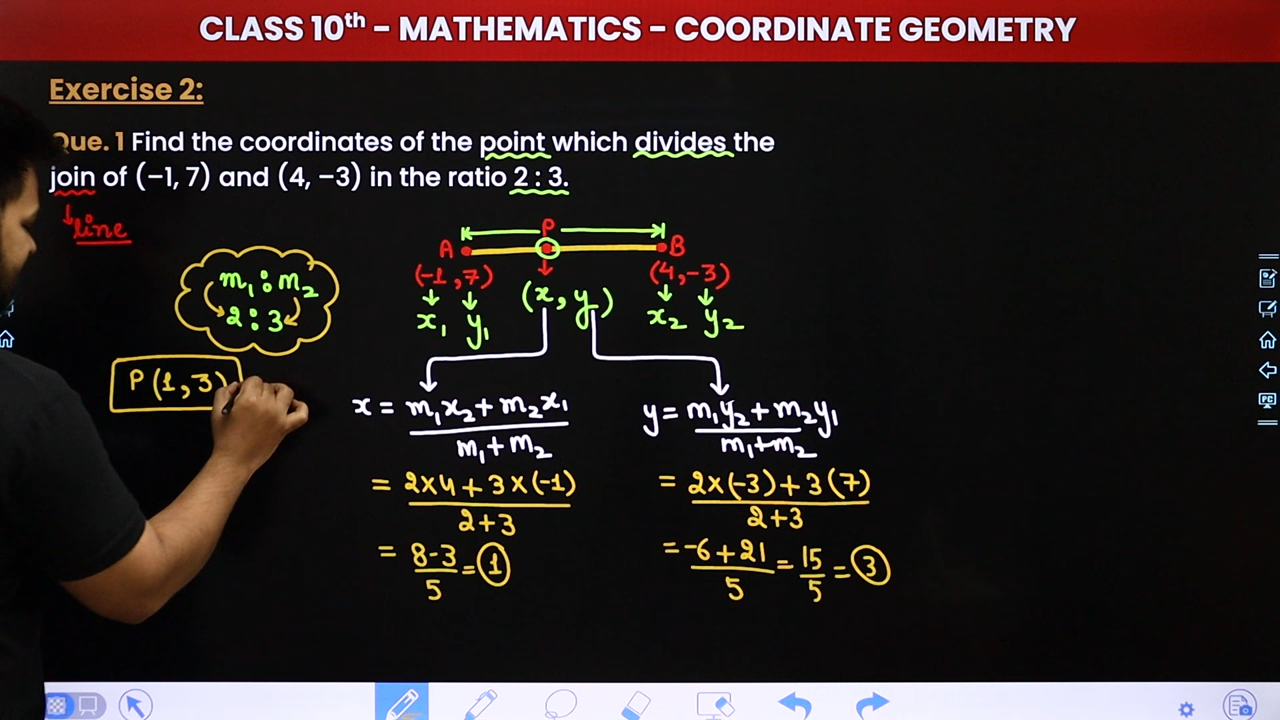 CLASS 10th - MATHEMATICS - COORDINATE GEOMETRY
Exercise 2:
Que. 1 Find the coordinates of the point which divides the
join of (−1, 7) and (4, −3) in the ratio 2 : 3.
↓ line
A P B
(-1, 7) (4, -3)
(x, y)
x₁ y₁ x₂ y₂
m₁ : m₂
2 : 3
P (1, 3)
x = (m₁x₂ + m₂x₁)/(m₁ + m₂)
= (2×4 + 3×(-1))/(2+3)
= (8-3)/5 = 1
y = (m₁y₂ + m₂y₁)/(m₁+m₂)
= (2×(-3) + 3(7))/(2+3)
= (-6+21)/5 = 15/5 = 3
PC